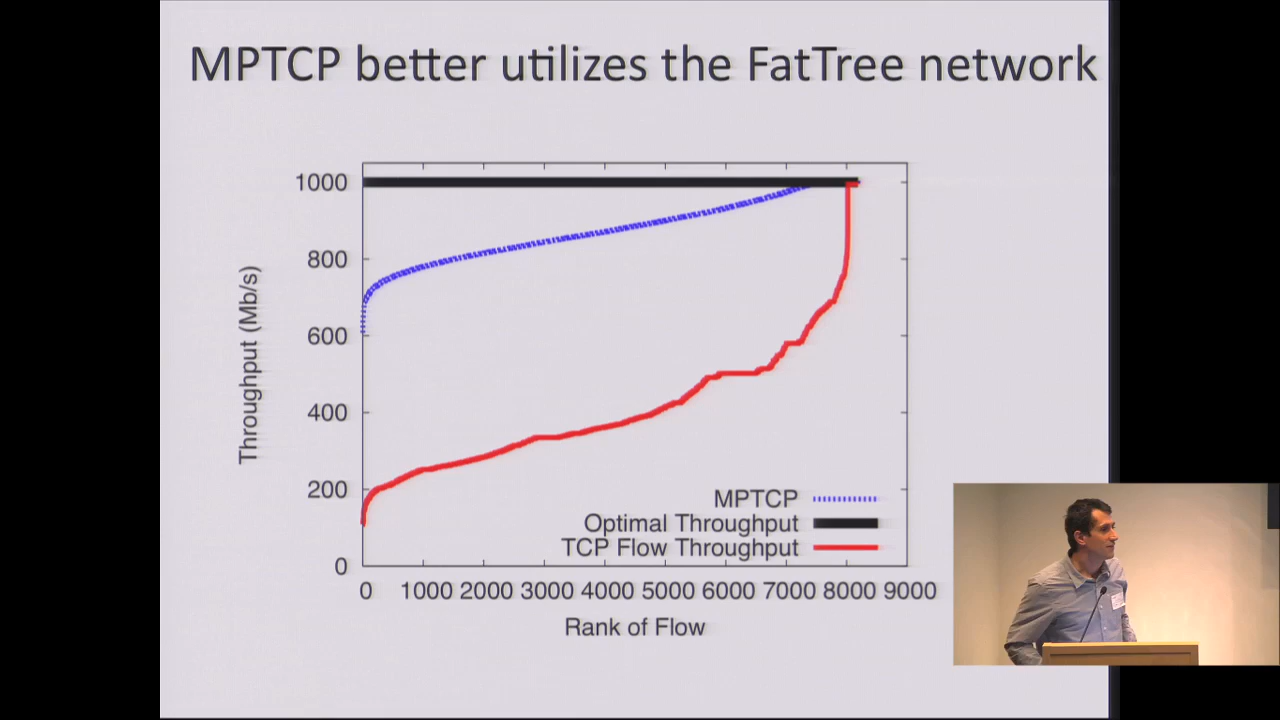 MPTCP better utilizes the FatTree network
1000
800
600
400
200
0
Throughput (Mb/s)
MPTCP
Optimal Throughput
TCP Flow Throughput
0 1000 2000 3000 4000 5000 6000 7000 8000 9000
Rank of Flow